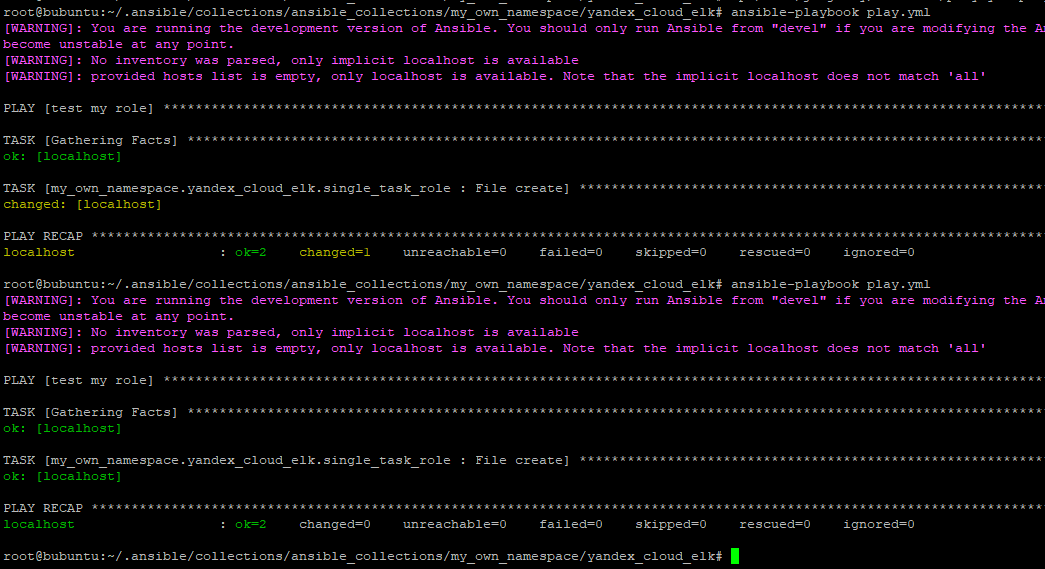 root@bubuntu:~/.ansible/collections/ansible_collections/my_own_namespace/yandex_cloud_elk# ansible-playbook play.yml
[WARNING]: You are running the development version of Ansible. You should only run Ansible from "devel" if you are modifying the
become unstable at any point.
[WARNING]: No inventory was parsed, only implicit localhost is available
[WARNING]: provided hosts list is empty, only localhost is available. Note that the implicit localhost does not match 'all'
PLAY [test my role] **************************************************************************************************************
TASK [Gathering Facts] ***********************************************************************************************************
ok: [localhost]
TASK [my_own_namespace.yandex_cloud_elk.single_task_role : File create] **********************************************************
changed: [localhost]
PLAY RECAP ***********************************************************************************************************************
localhost : ok=2 changed=1 unreachable=0 failed=0 skipped=0 rescued=0 ignored=0
root@bubuntu:~/.ansible/collections/ansible_collections/my_own_namespace/yandex_cloud_elk# ansible-playbook play.yml
[WARNING]: You are running the development version of Ansible. You should only run Ansible from "devel" if you are modifying the
become unstable at any point.
[WARNING]: No inventory was parsed, only implicit localhost is available
[WARNING]: provided hosts list is empty, only localhost is available. Note that the implicit localhost does not match 'all'
PLAY [test my role] **************************************************************************************************************
TASK [Gathering Facts] ***********************************************************************************************************
ok: [localhost]
TASK [my_own_namespace.yandex_cloud_elk.single_task_role : File create] **********************************************************
ok: [localhost]
PLAY RECAP ***********************************************************************************************************************
localhost : ok=2 changed=0 unreachable=0 failed=0 skipped=0 rescued=0 ignored=0
root@bubuntu:~/.ansible/collections/ansible_collections/my_own_namespace/yandex_cloud_elk#